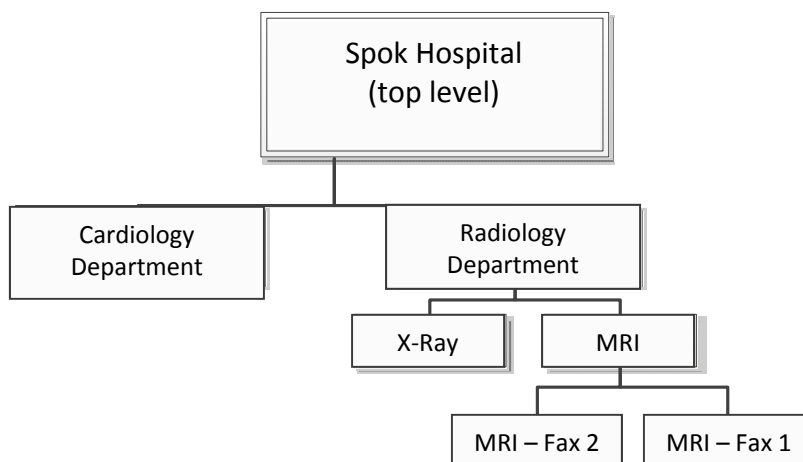 Spok Hospital
(top level)
Cardiology
Department
Radiology
Department
X-Ray
MRI
MRI – Fax 2
MRI – Fax 1